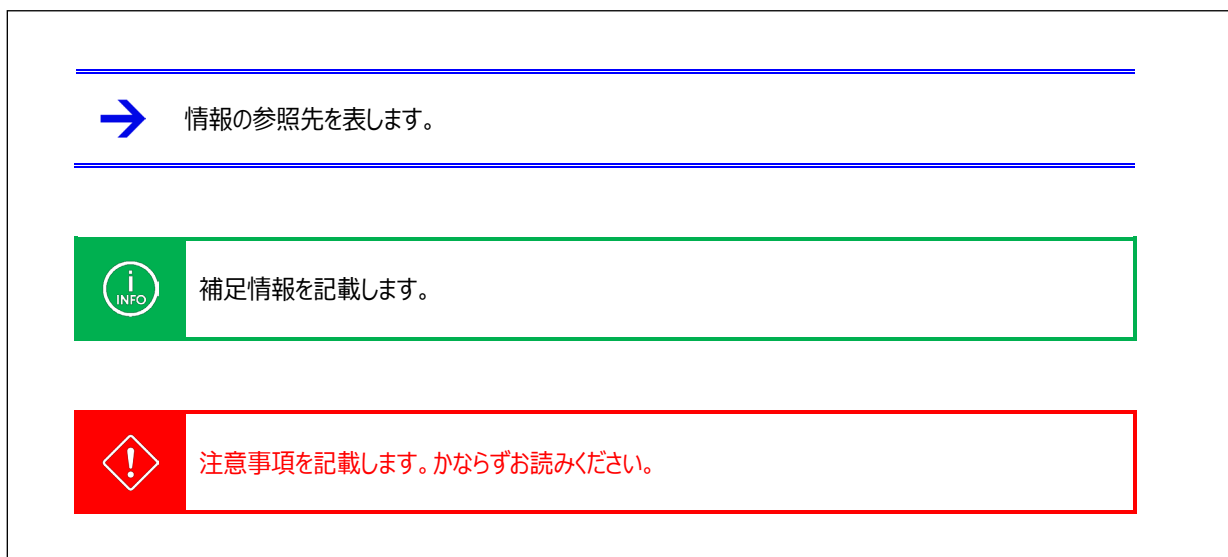 情報の参照先を表します。
i
INFO
補足情報を記載します。
注意事項を記載します。かならずお読みください。